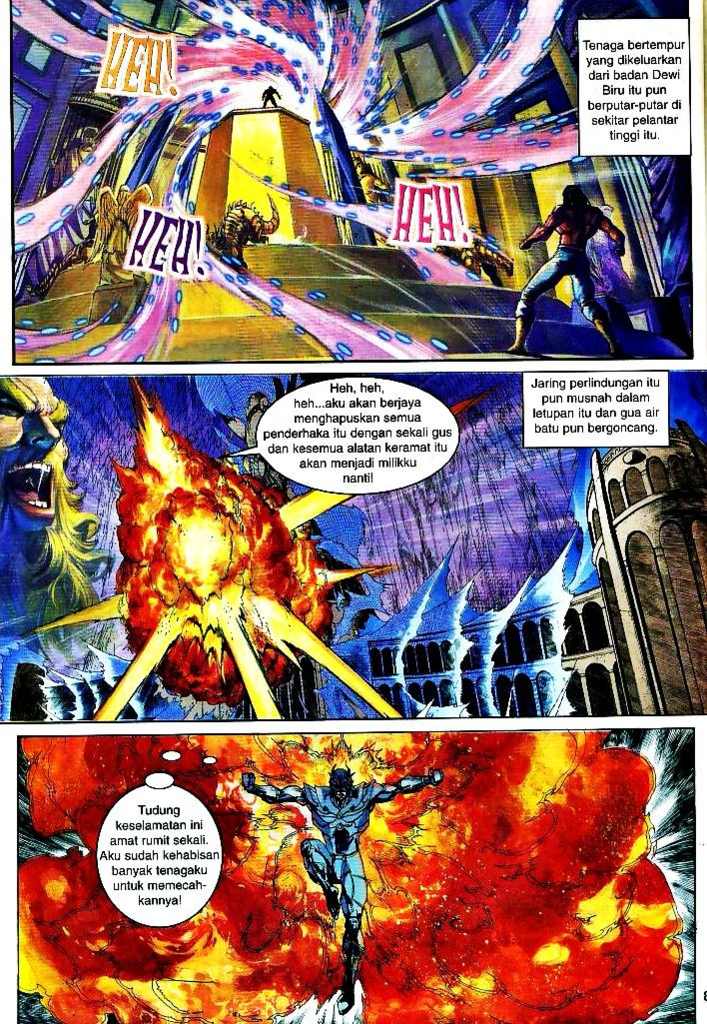 HEH!
Tenaga bertempur
yang dikeluarkan
dari badan Dewi
Biru itu pun
berputar-putar di
sekitar pelantar
tinggi itu.
HEH!
HEH!
Heh, heh,
heh...aku akan berjaya
menghapuskan semua
penderhaka itu dengan sekali gus
dan kesemua alatan keramat itu
akan menjadi milikku
nanti!
Jaring perlindungan itu
pun musnah dalam
letupan itu dan gua air
batu pun bergoncang.
Tudung
keselamatan ini
amat rumit sekali.
Aku sudah kehabisan
banyak tenagaku
untuk memecah-
kannya!